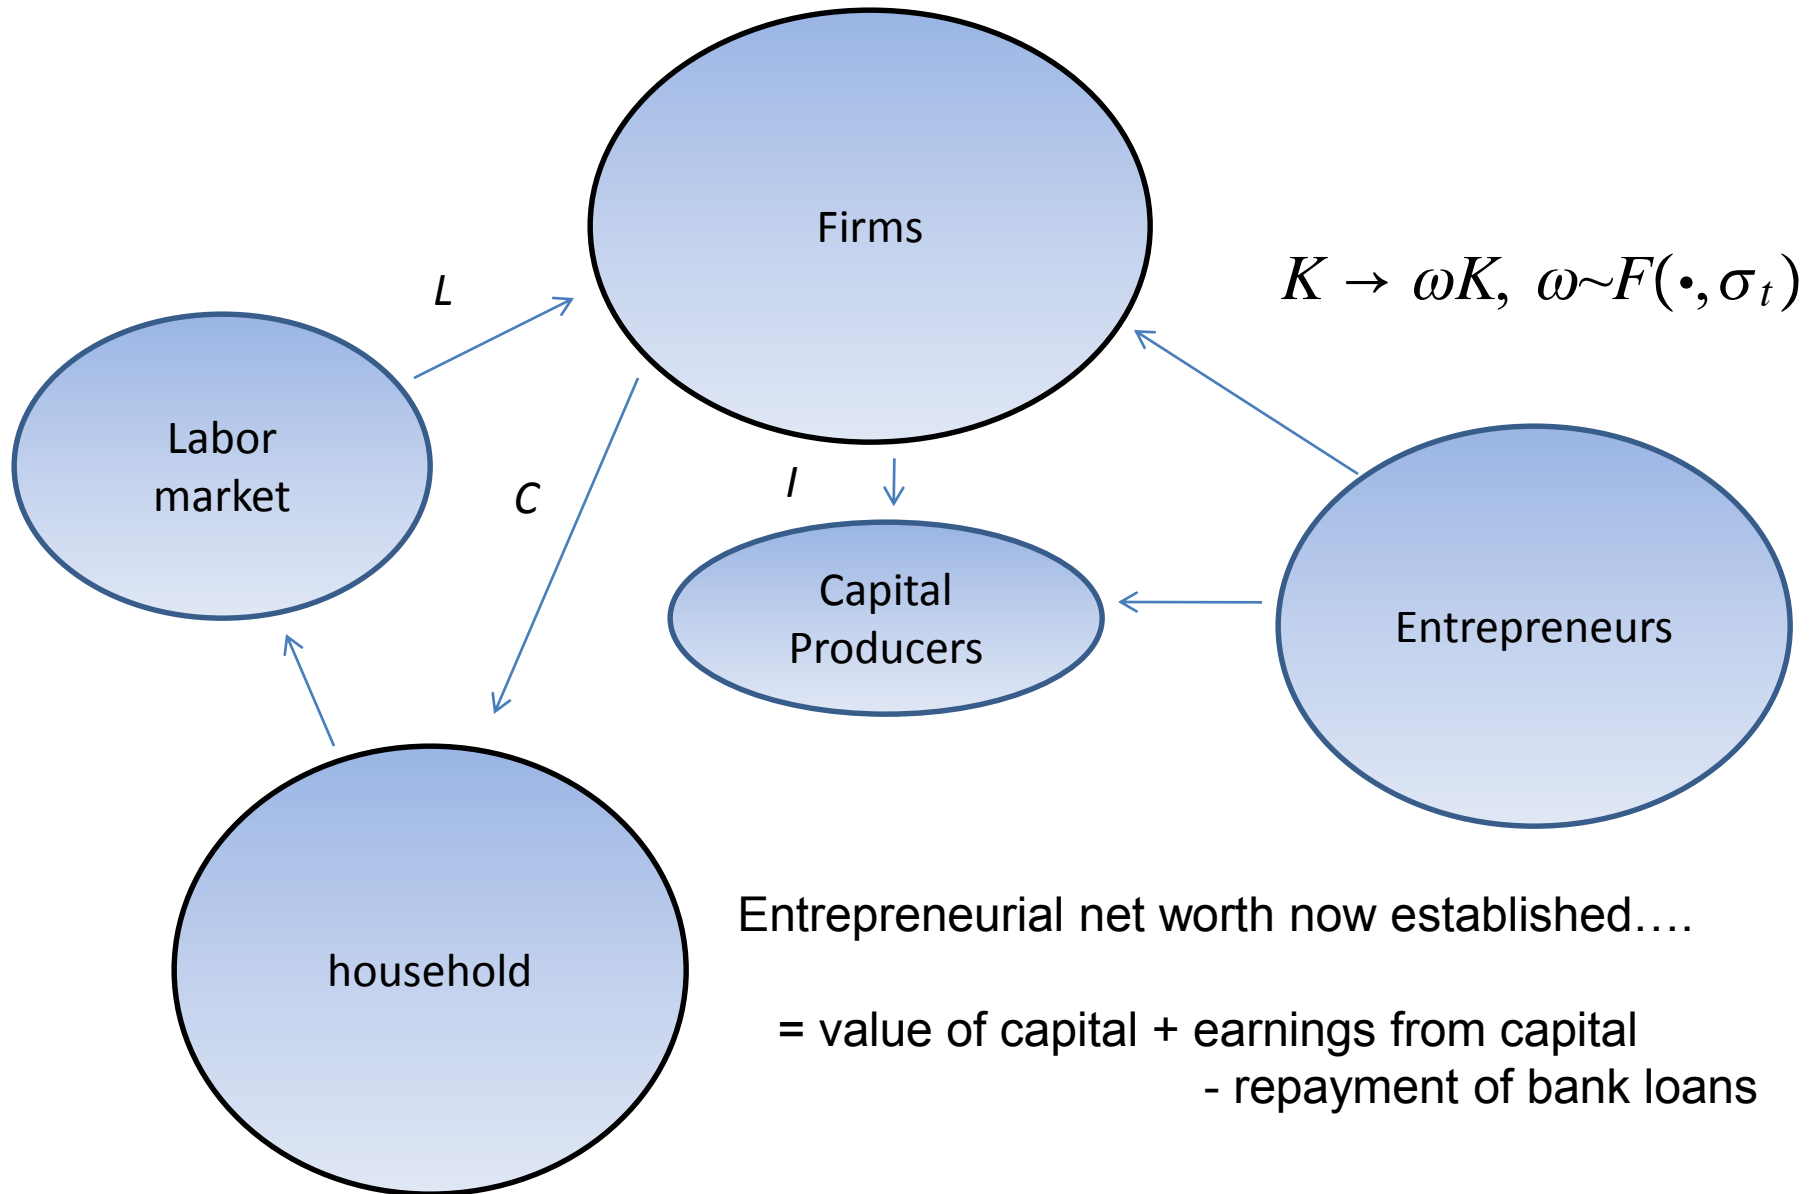 Firms
K → ωK, ω~F(•,σ_t)
L
Labor
market
C
I
Capital
Producers
Entrepreneurs
household
Entrepreneurial net worth now established....
= value of capital + earnings from capital
- repayment of bank loans